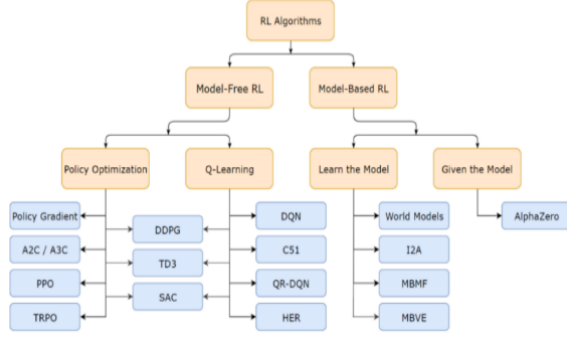 RL Algorithms
Model-Free RL
Model-Based RL
Policy Optimization
Q-Learning
Learn the Model
Given the Model
Policy Gradient
DDPG
DQN
World Models
AlphaZero
A2C / A3C
TD3
C51
I2A
PPO
SAC
QR-DQN
MBMF
TRPO
HER
MBVE